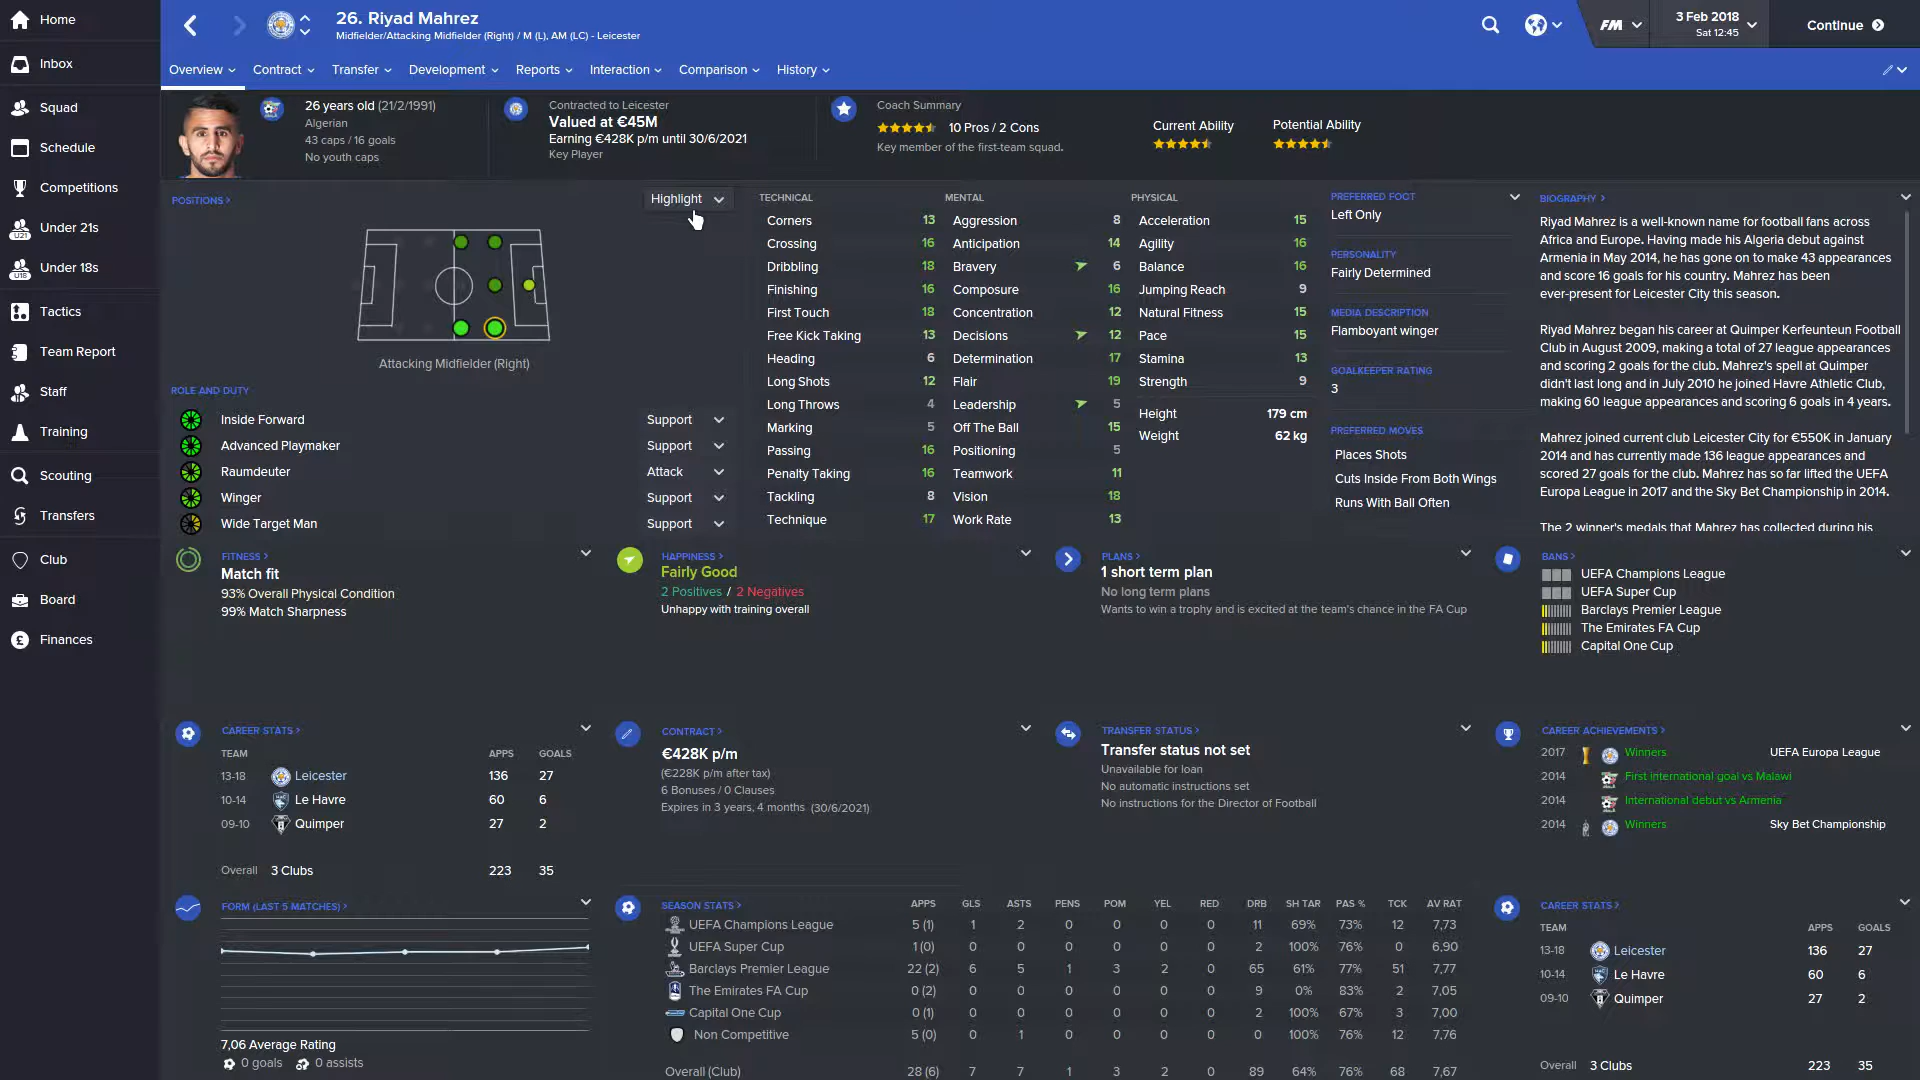 Home
Inbox
Squad
Schedule
Competitions
Under 21s
Under 18s
Tactics
Team Report
Staff
Training
Scouting
Transfers
Club
Board
Finances
26. Riyad Mahrez
Midfielder/Attacking Midfielder (Right) / M (L), AM (LC) - Leicester
FM
3 Feb 2018
Sat 12:45
Continue
Overview Contract Transfer Development Reports Interaction Comparison History
26 years old (21/2/1991)
Algerian
43 caps / 16 goals
No youth caps
Contracted to Leicester
Valued at €45M
Earning €428K p/m until 30/6/2021
Key Player
Coach Summary
10 Pros / 2 Cons
Key member of the first-team squad.
Current Ability
Potential Ability
POSITIONS >
Highlight
Attacking Midfielder (Right)
ROLE AND DUTY
Inside Forward Support
Advanced Playmaker Support
Raumdeuter Attack
Winger Support
Wide Target Man Support
TECHNICAL
Corners 13
Crossing 16
Dribbling 18
Finishing 16
First Touch 18
Free Kick Taking 13
Heading 6
Long Shots 12
Long Throws 4
Marking 5
Passing 16
Penalty Taking 16
Tackling 8
Technique 17
MENTAL
Aggression 8
Anticipation 14
Bravery 6
Composure 16
Concentration 12
Decisions 12
Determination 17
Flair 19
Leadership 5
Off The Ball 15
Positioning 5
Teamwork 11
Vision 18
Work Rate 13
PHYSICAL
Acceleration 15
Agility 16
Balance 16
Jumping Reach 9
Natural Fitness 15
Pace 15
Stamina 13
Strength 9
Height 179 cm
Weight 62 kg
PREFERRED FOOT
Left Only
PERSONALITY
Fairly Determined
MEDIA DESCRIPTION
Flamboyant winger
GOALKEEPER RATING
3
PREFERRED MOVES
Places Shots
Cuts Inside From Both Wings
Runs With Ball Often
BIOGRAPHY >
Riyad Mahrez is a well-known name for football fans across
Africa and Europe. Having made his Algeria debut against
Armenia in May 2014, he has gone on to make 43 appearances
and score 16 goals for his country. Mahrez has been
ever-present for Leicester City this season.
Riyad Mahrez began his career at Quimper Kerfeunteun Football
Club in August 2009, making a total of 27 league appearances
and scoring 2 goals for the club. Mahrez's spell at Quimper
didn't last long and in July 2010 he joined Havre Athletic Club,
making 60 league appearances and scoring 6 goals in 4 years.
Mahrez joined current club Leicester City for €550K in January
2014 and has currently made 136 league appearances and
scored 27 goals for the club. Mahrez has so far lifted the UEFA
Europa League in 2017 and the Sky Bet Championship in 2014.
The 2 winner's medals that Mahrez has collected during his
FITNESS >
Match fit
93% Overall Physical Condition
99% Match Sharpness
HAPPINESS >
Fairly Good
2 Positives / 2 Negatives
Unhappy with training overall
PLANS >
1 short term plan
No long term plans
Wants to win a trophy and is excited at the team's chance in the FA Cup
BANS >
UEFA Champions League
UEFA Super Cup
Barclays Premier League
The Emirates FA Cup
Capital One Cup
CAREER STATS >
TEAM APPS GOALS
13-18 Leicester 136 27
10-14 Le Havre 60 6
09-10 Quimper 27 2
Overall 3 Clubs 223 35
CONTRACT >
€428K p/m
(€228K p/m after tax)
6 Bonuses / 0 Clauses
Expires in 3 years, 4 months (30/6/2021)
TRANSFER STATUS >
Transfer status not set
Unavailable for loan
No automatic instructions set
No instructions for the Director of Football
CAREER ACHIEVEMENTS >
2017 Winners UEFA Europa League
2014 First international goal vs Malawi
2014 International debut vs Armenia
2014 Winners Sky Bet Championship
FORM (LAST 5 MATCHES) >
7,06 Average Rating
0 goals 0 assists
SEASON STATS > APPS GLS ASTS PENS POM YEL RED DRB SH TAR PAS % TCK AV RAT
UEFA Champions League 5 (1) 1 2 0 0 0 0 11 69% 73% 12 7,73
UEFA Super Cup 1 (0) 0 0 0 0 0 0 2 100% 76% 0 6,90
Barclays Premier League 22 (2) 6 5 1 3 2 0 65 61% 77% 51 7,77
The Emirates FA Cup 0 (2) 0 0 0 0 0 0 9 0% 83% 2 7,05
Capital One Cup 0 (1) 0 0 0 0 0 0 2 100% 67% 3 7,00
Non Competitive 5 (0) 0 1 0 0 0 0 0 100% 76% 12 7,76
Overall (Club) 28 (6) 7 7 1 3 2 0 89 64% 76% 68 7,67
CAREER STATS >
TEAM APPS GOALS
13-18 Leicester 136 27
10-14 Le Havre 60 6
09-10 Quimper 27 2
Overall 3 Clubs 223 35